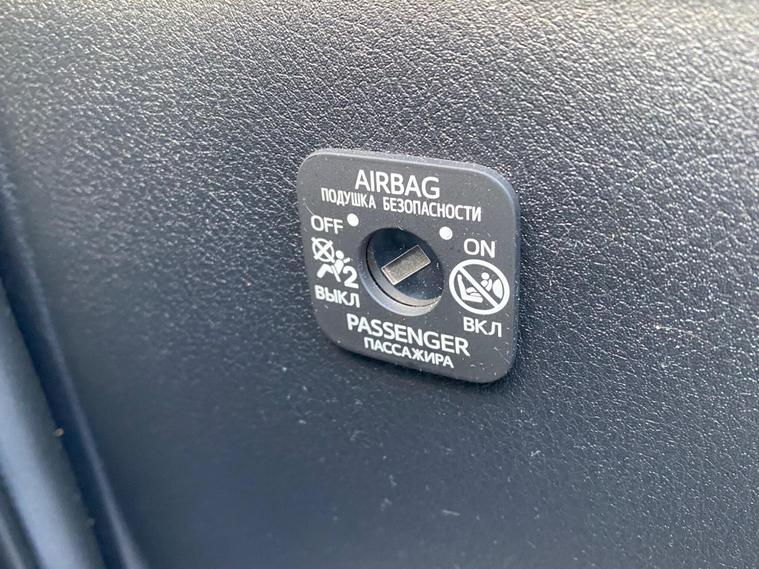 AIRBAG
ПОДУШКА БЕЗОПАСНОСТИ
OFF
ON
2
ВЫКЛ
ВКЛ
PASSENGER
ПАССАЖИРА